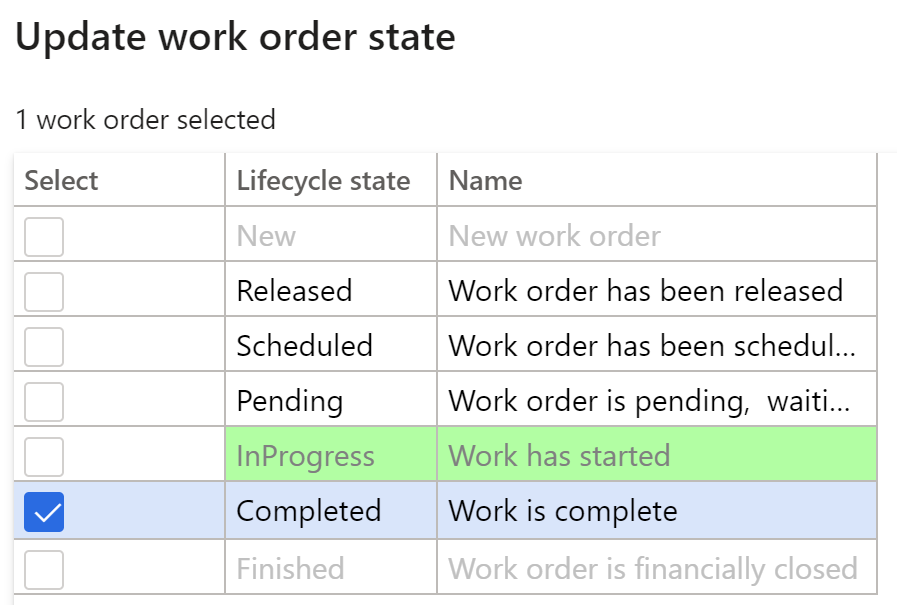 Update work order state
1 work order selected
Select Lifecycle state Name
New New work order
Released Work order has been released
Scheduled Work order has been schedul...
Pending Work order is pending,  waiti...
InProgress Work has started
Completed Work is complete
Finished Work order is financially closed